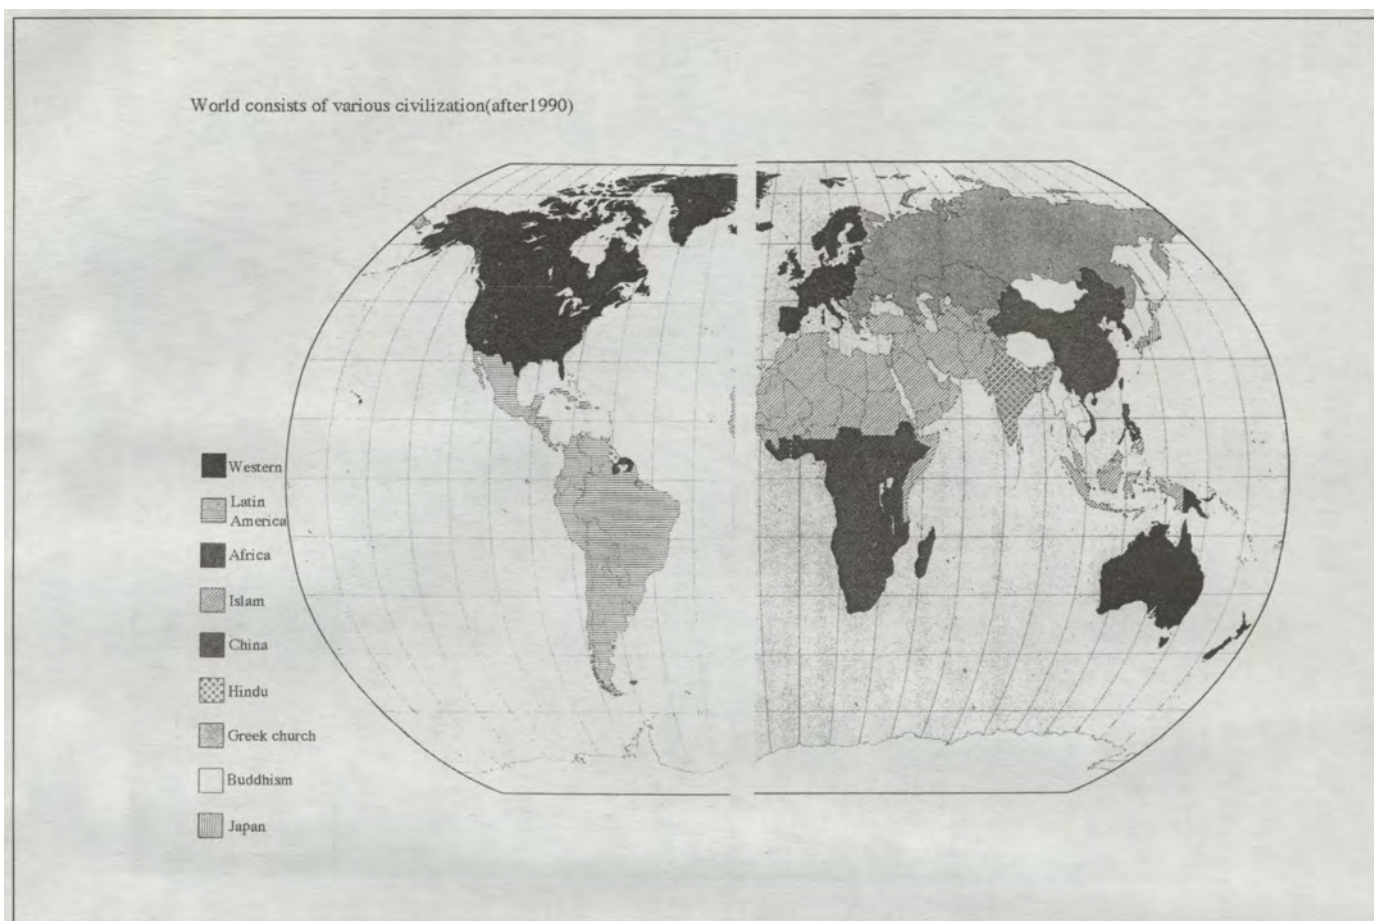 World consists of various civilization(after1990)
Western
Latin
America
Africa
Islam
China
Hindu
Greek church
Buddhism
Japan